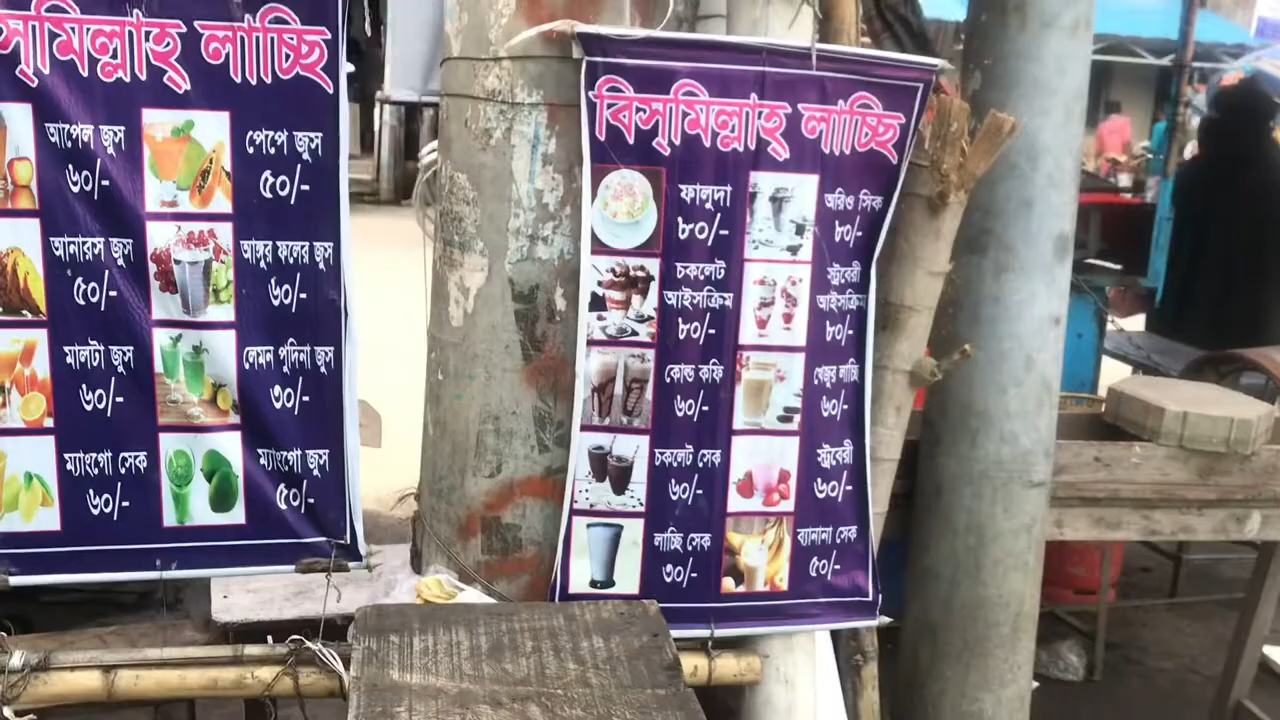 স্‌মিল্লাহ্‌ লাচ্ছি
আপেল জুস
৬০/-
পেপে জুস
৫০/-
আনারস জুস
৫০/-
আঙ্গুর ফলের জুস
৬০/-
মালটা জুস
৬০/-
লেমন পুদিনা জুস
৩০/-
ম্যাংগো সেক
৬০/-
ম্যাংগো জুস
৫০/-
বিস্‌মিল্লাহ্‌ লাচ্ছি
ফালুদা
৮০/-
অরিও সিক
৮০/-
চকলেট
আইসক্রিম
৮০/-
স্ট্রবেরী
আইসক্রিম
৮০/-
কোল্ড কফি
৬০/-
খেজুর লাচ্ছি
৬০/-
চকলেট সেক
৬০/-
স্ট্রবেরী
৬০/-
লাচ্ছি সেক
৩০/-
ব্যানানা সেক
৫০/-